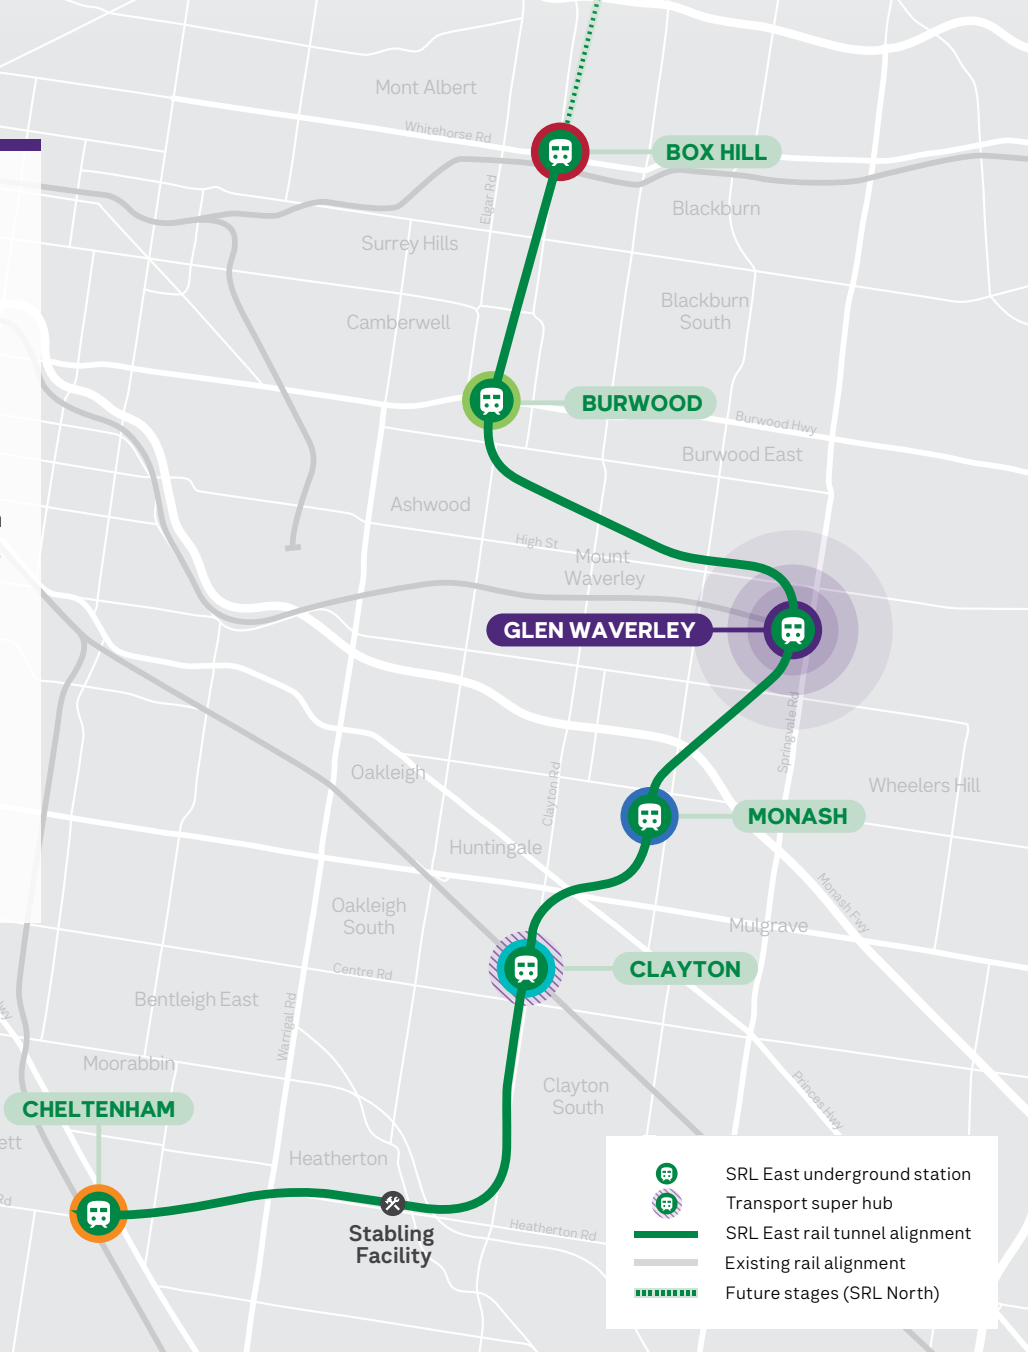 Mont Albert
Whitehorse Rd
BOX HILL
Elgar Rd
Blackburn
Surrey Hills
Blackburn
South
Camberwell
BURWOOD
Burwood Hwy
Burwood East
Ashwood
High St
Mount
Waverley
GLEN WAVERLEY
Springvale Rd
Oakleigh
Clayton Rd
Wheelers Hill
MONASH
Huntingale
Monash Fwy
Oakleigh
South
Mulgrave
Centre Rd
CLAYTON
Bentleigh East
Warrigal Rd
Moorabbin
Clayton
South
Princes Hwy
CHELTENHAM
ett
Heatherton
Rd
Stabling
Facility
Heatherton Rd
SRL East underground station
Transport super hub
SRL East rail tunnel alignment
Existing rail alignment
Future stages (SRL North)